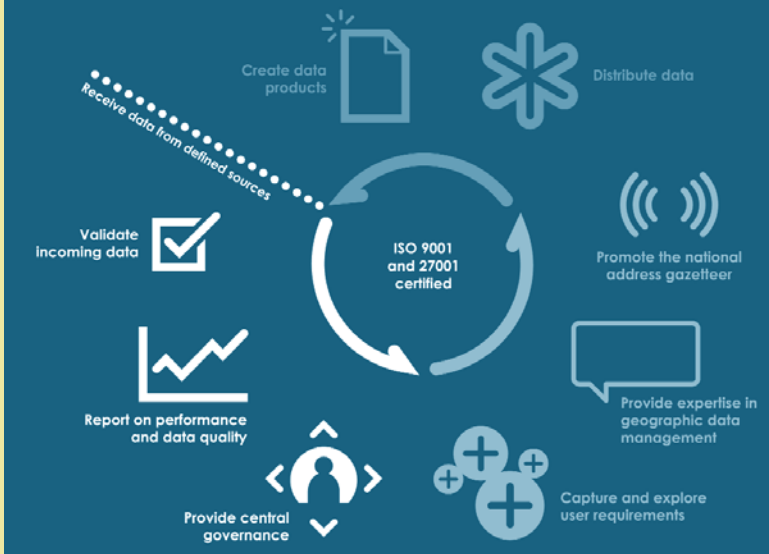 Create data
products
Distribute data
Receive data from defined sources
Validate
incoming data
ISO 9001
and 27001
certified
Promote the national
address gazetteer
Report on performance
and data quality
Provide expertise in
geographic data
management
Provide central
governance
Capture and explore
user requirements